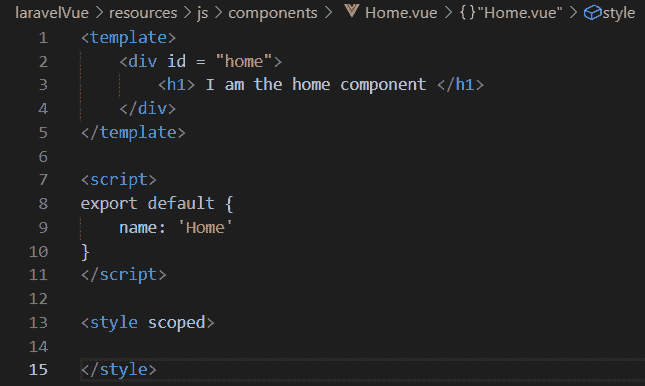 laravelVue > resources > js > components > Home.vue > {} "Home.vue" > style
1 <template>
2     <div id = "home">
3         <h1> I am the home component </h1>
4     </div>
5 </template>
6
7 <script>
8 export default {
9     name: 'Home'
10 }
11 </script>
12
13 <style scoped>
14
15 </style>